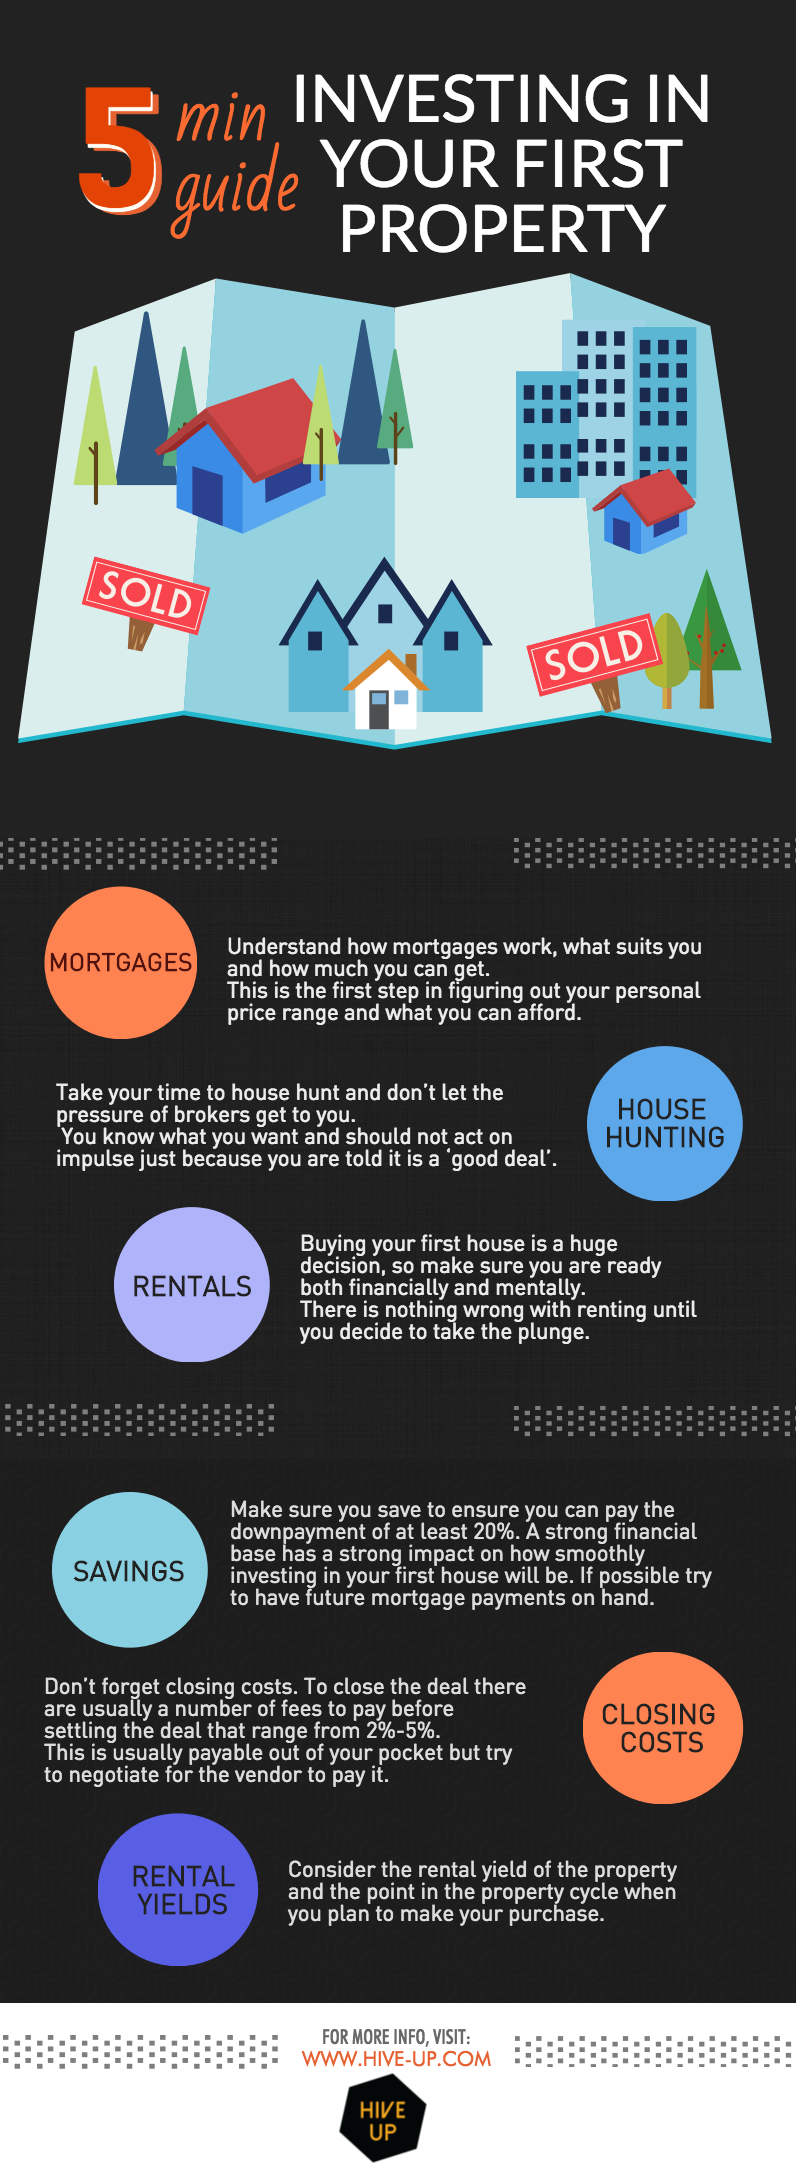 5 min guide
INVESTING IN
YOUR FIRST
PROPERTY
SOLD
SOLD
MORTGAGES
Understand how mortgages work, what suits you
and how much you can get.
This is the first step in figuring out your personal
price range and what you can afford.
Take your time to house hunt and don't let the
pressure of brokers get to you.
You know what you want and should not act on
impulse just because you are told it is a 'good deal'.
HOUSE
HUNTING
RENTALS
Buying your first house is a huge
decision, so make sure you are ready
both financially and mentally.
There is nothing wrong with renting until
you decide to take the plunge.
SAVINGS
Make sure you save to ensure you can pay the
downpayment of at least 20%. A strong financial
base has a strong impact on how smoothly
investing in your first house will be. If possible try
to have future mortgage payments on hand.
Don't forget closing costs. To close the deal there
are usually a number of fees to pay before
settling the deal that range from 2%-5%.
This is usually payable out of your pocket but try
to negotiate for the vendor to pay it.
CLOSING
COSTS
RENTAL
YIELDS
Consider the rental yield of the property
and the point in the property cycle when
you plan to make your purchase.
FOR MORE INFO, VISIT:
WWW.HIVE-UP.COM
HIVE
UP